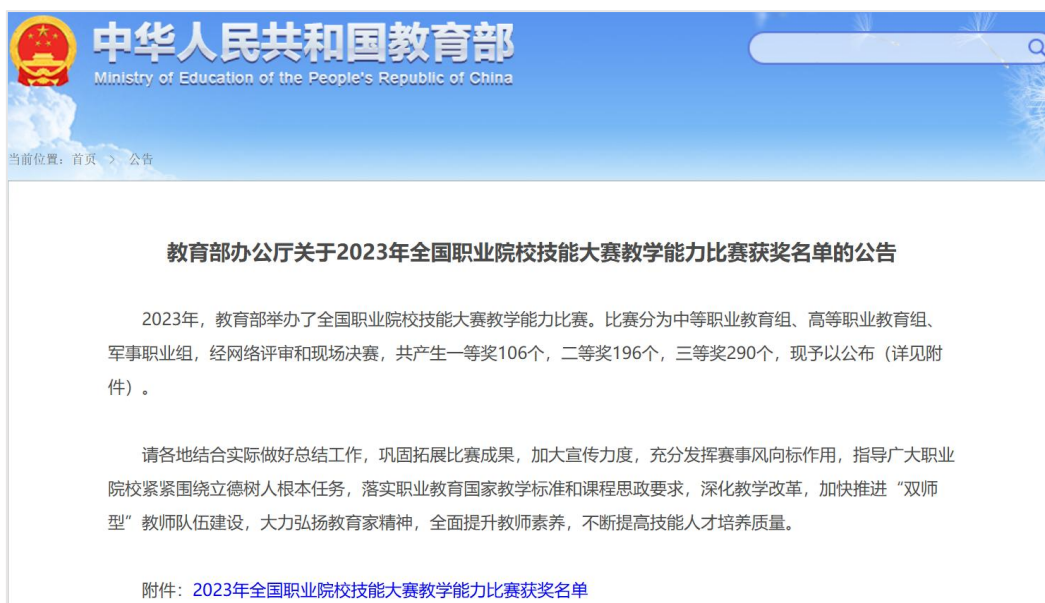 中华人民共和国教育部
Ministry of Education of the People's Republic of China
当前位置：首页 > 公告
教育部办公厅关于2023年全国职业院校技能大赛教学能力比赛获奖名单的公告
2023年，教育部举办了全国职业院校技能大赛教学能力比赛。比赛分为中等职业教育组、高等职业教育组、
军事职业组，经网络评审和现场决赛，共产生一等奖106个，二等奖196个，三等奖290个，现予以公布（详见附
件）。
请各地结合实际做好总结工作，巩固拓展比赛成果，加大宣传力度，充分发挥赛事风向标作用，指导广大职业
院校紧紧围绕立德树人根本任务，落实职业教育国家教学标准和课程思政要求，深化教学改革，加快推进“双师
型”教师队伍建设，大力弘扬教育家精神，全面提升教师素养，不断提高技能人才培养质量。
附件：2023年全国职业院校技能大赛教学能力比赛获奖名单